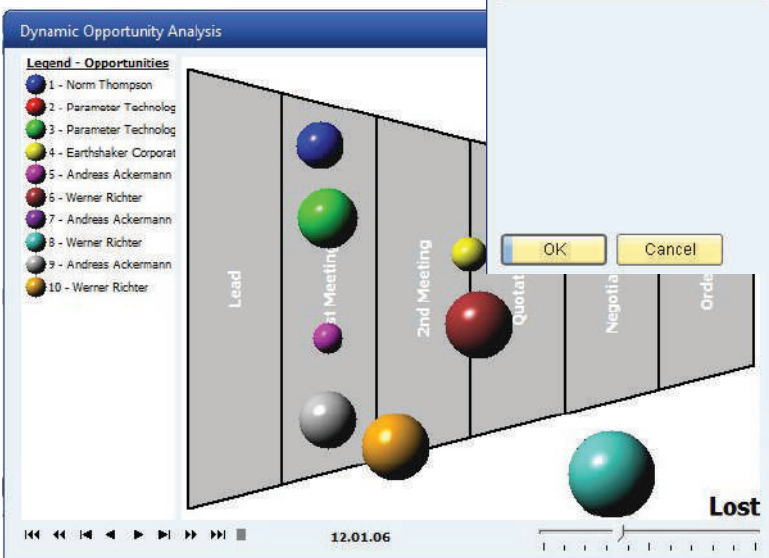 Dynamic Opportunity Analysis
Legend - Opportunities
1 - Norm Thompson
2 - Parameter Technolog
3 - Parameter Technolog
4 - Earthshaker Corporat
5 - Andreas Ackermann
6 - Werner Richter
7 - Andreas Ackermann
8 - Werner Richter
9 - Andreas Ackermann
10 - Werner Richter
Lead
st Meeting
2nd Meeting
Quotat
Negotia
Orde
OK
Cancel
Lost
12.01.06